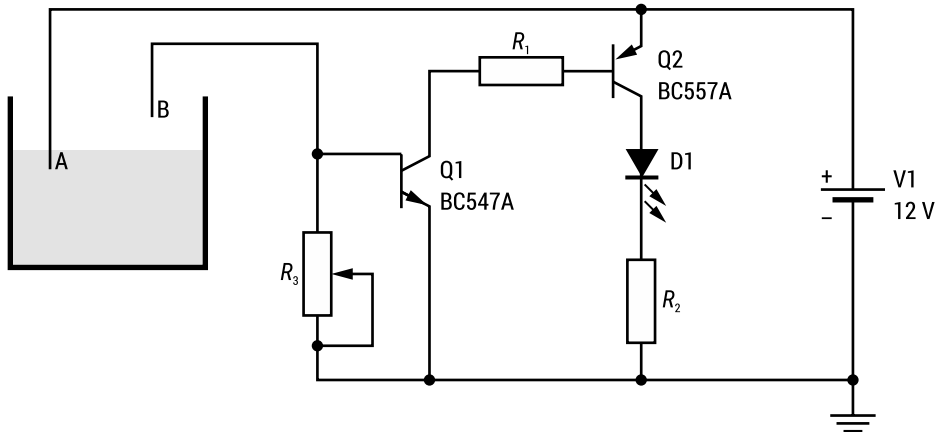 R₁
Q2
BC557A
B
A
Q1
BC547A
D1
+
V1
12 V
–
R₃
R₂